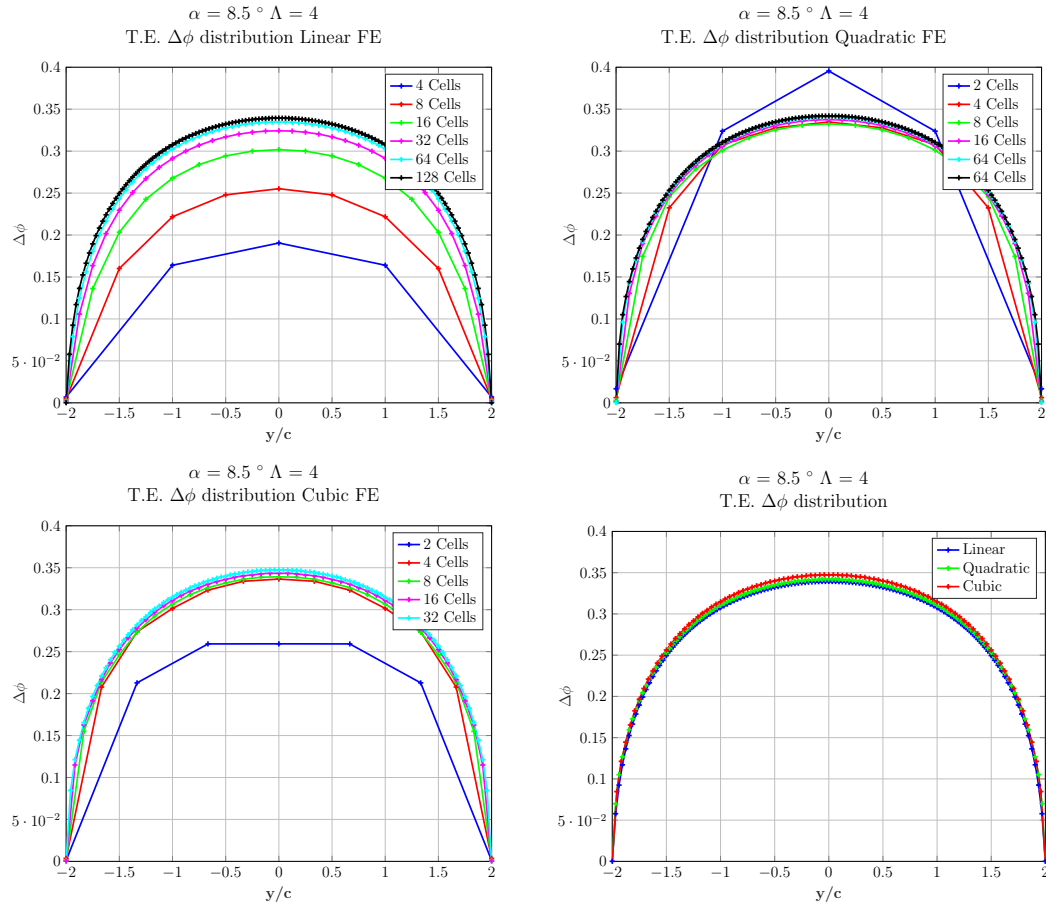 α = 8.5 ° Λ = 4
T.E. Δϕ distribution Linear FE
0.4
0.35
0.3
0.25
0.2
0.15
0.1
5 · 10⁻²
0
Δϕ
−2
−1.5
−1
−0.5
0
0.5
1
1.5
2
y/c
4 Cells
8 Cells
16 Cells
32 Cells
64 Cells
128 Cells
α = 8.5 ° Λ = 4
T.E. Δϕ distribution Quadratic FE
0.4
0.35
0.3
0.25
0.2
0.15
0.1
5 · 10⁻²
0
Δϕ
−2
−1.5
−1
−0.5
0
0.5
1
1.5
2
y/c
2 Cells
4 Cells
8 Cells
16 Cells
64 Cells
64 Cells
α = 8.5 ° Λ = 4
T.E. Δϕ distribution Cubic FE
0.4
0.35
0.3
0.25
0.2
0.15
0.1
5 · 10⁻²
0
Δϕ
−2
−1.5
−1
−0.5
0
0.5
1
1.5
2
y/c
2 Cells
4 Cells
8 Cells
16 Cells
32 Cells
α = 8.5 ° Λ = 4
T.E. Δϕ distribution
0.4
0.35
0.3
0.25
0.2
0.15
0.1
5 · 10⁻²
0
Δϕ
−2
−1.5
−1
−0.5
0
0.5
1
1.5
2
y/c
Linear
Quadratic
Cubic